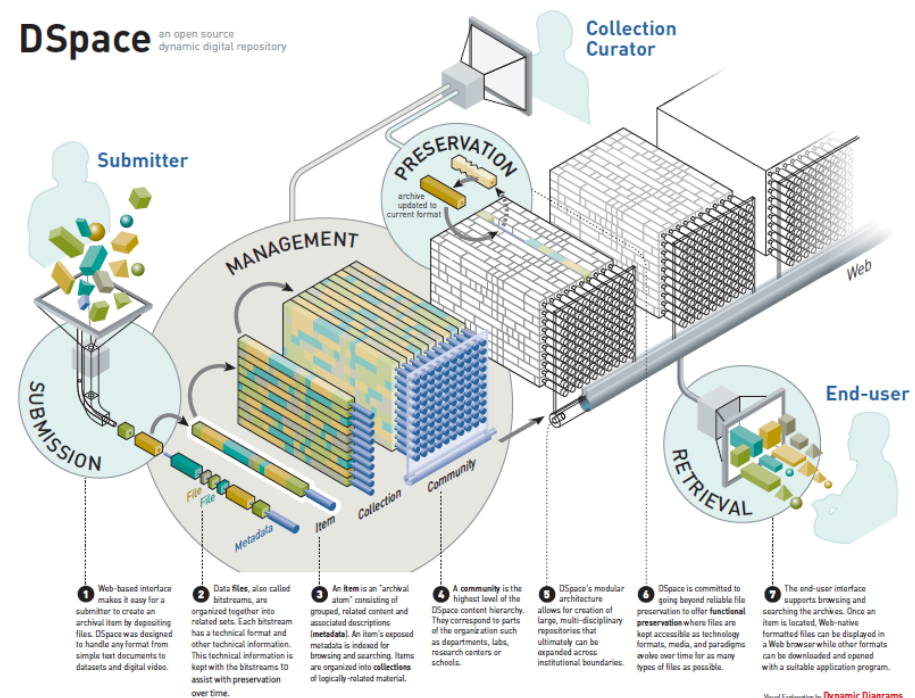 DSpace
an open source
dynamic digital repository
Collection
Curator
Submitter
PRESERVATION
archive
updated to
current format
MANAGEMENT
Web
End-user
SUBMISSION
RETRIEVAL
File
File
Metadata
Item
Collection
Community
1 Web-based interface
makes it easy for a
submitter to create an
archival item by depositing
files. DSpace was designed
to handle any format from
simple text documents to
datasets and digital video.
2 Data files, also called
bitstreams, are
organized together into
related sets. Each bitstream
has a technical format and
other technical information.
This technical information is
kept with the bitstreams to
assist with preservation
over time.
3 An item is an "archival
atom" consisting of
grouped, related content and
associated descriptions
(metadata). An item's exposed
metadata is indexed for
browsing and searching. Items
are organized into collections
of logically-related material.
4 A community is the
highest level of the
DSpace content hierarchy.
They correspond to parts
of the organization such
as departments, labs,
research centers or
schools.
5 DSpace's modular
architecture
allows for creation of
large, multi-disciplinary
repositories that
ultimately can be
expanded across
institutional boundaries.
6 DSpace is committed to
going beyond reliable file
preservation to offer functional
preservation where files are
kept accessible as technology
formats, media, and paradigms
evolve over time for as many
types of files as possible.
7 The end-user interface
supports browsing and
searching the archives. Once an
item is located, Web-native
formatted files can be displayed in
a Web browser while other formats
can be downloaded and opened
with a suitable application program.
Visual Explanation by Dynamic Diagrams